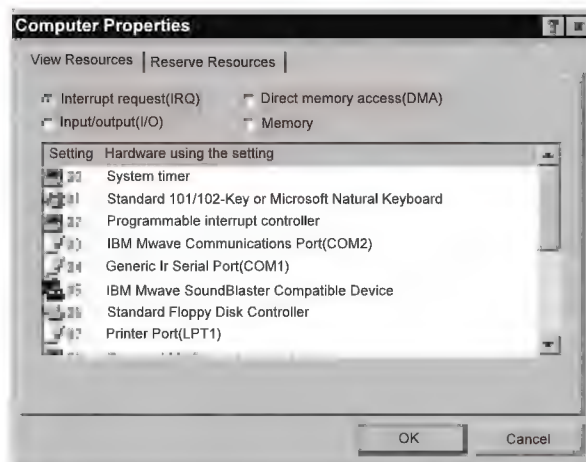 Computer Properties
View Resources Reserve Resources
Interrupt request(IRQ) Direct memory access(DMA)
Input/output(I/O) Memory
Setting Hardware using the setting
System timer
Standard 101/102-Key or Microsoft Natural Keyboard
Programmable interrupt controller
IBM Mwave Communications Port(COM2)
Generic Ir Serial Port(COM1)
IBM Mwave SoundBlaster Compatible Device
Standard Floppy Disk Controller
Printer Port(LPT1)
OK Cancel